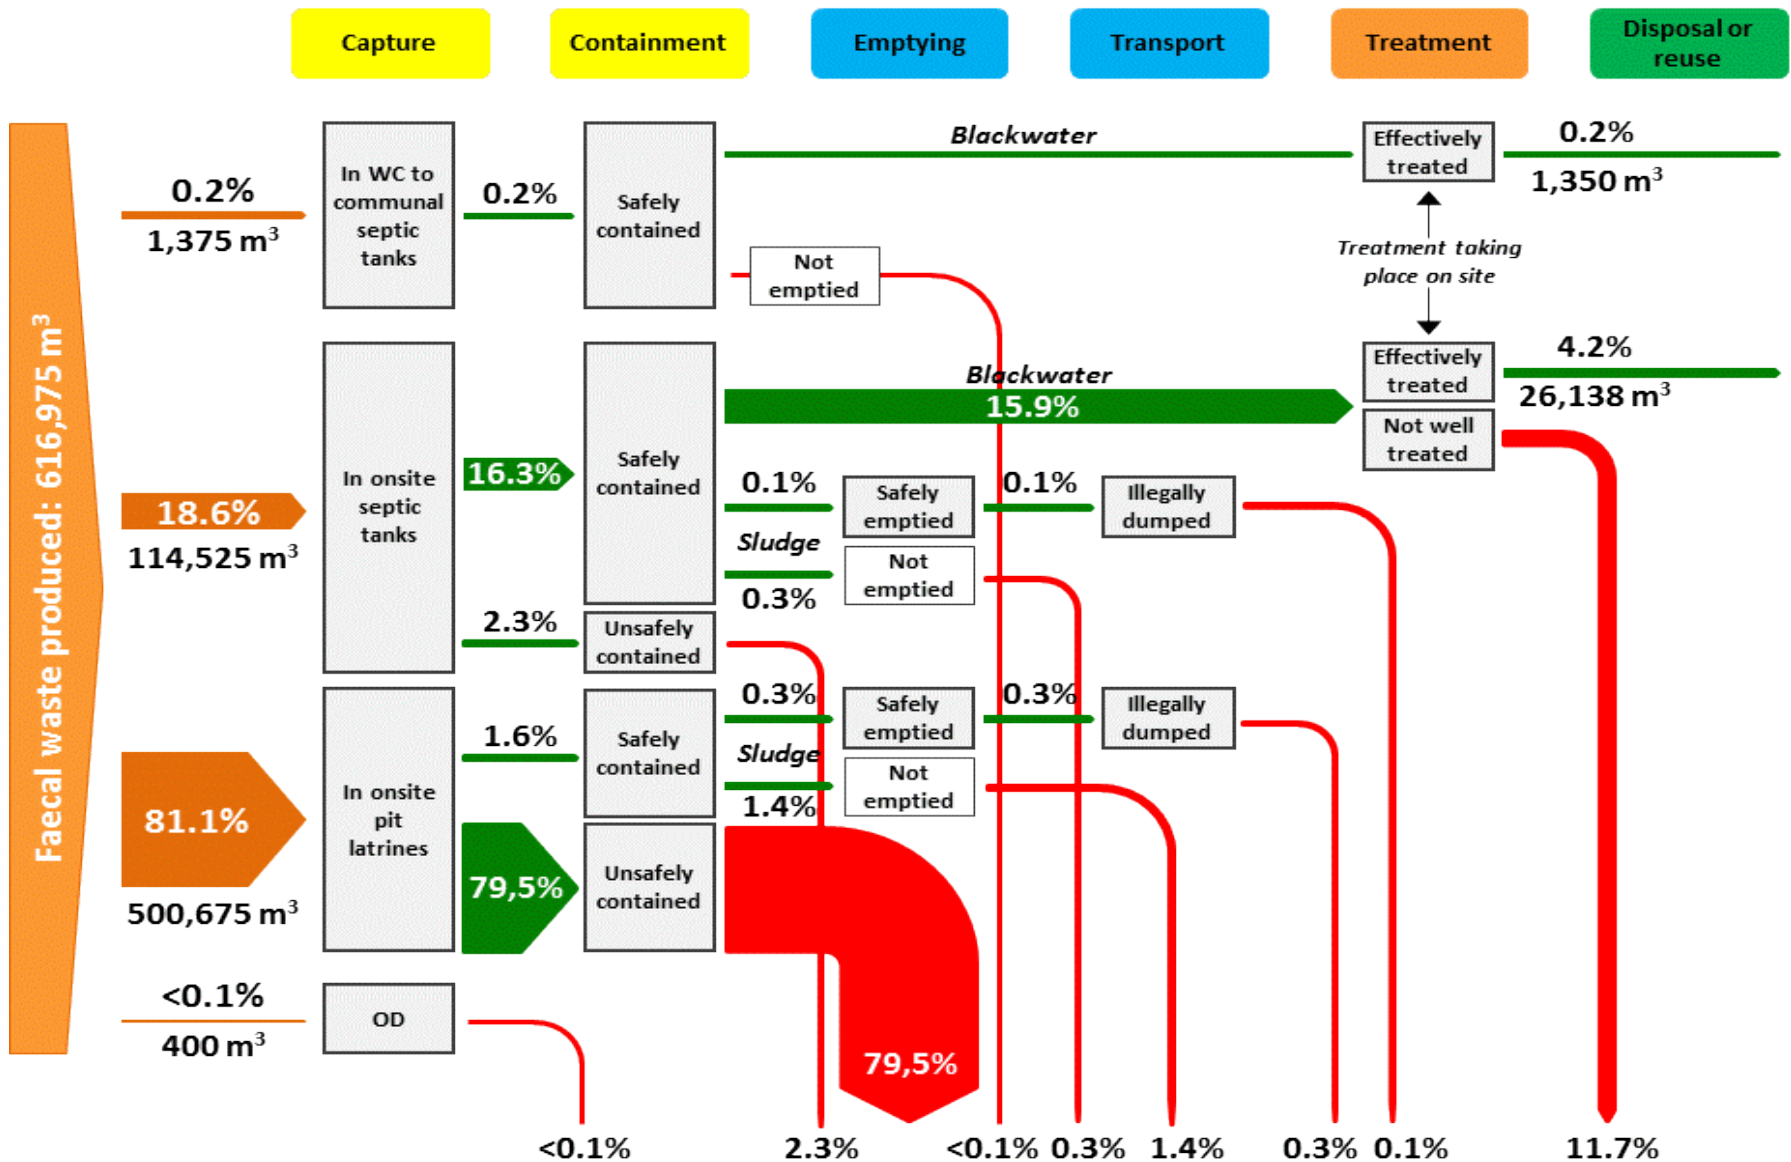 Capture
Containment
Emptying
Transport
Treatment
Disposal or
reuse
Faecal waste produced: 616,975 m³
0.2%
1,375 m³
In WC to
communal
septic
tanks
0.2%
Safely
contained
Blackwater
Effectively
treated
0.2%
1,350 m³
Not
emptied
Treatment taking
place on site
18.6%
114,525 m³
In onsite
septic
tanks
16.3%
Safely
contained
Blackwater
15.9%
Effectively
treated
4.2%
26,138 m³
Not well
treated
0.1%
Safely
emptied
0.1%
Illegally
dumped
Sludge
0.3%
Not
emptied
2.3%
Unsafely
contained
81.1%
500,675 m³
In onsite
pit
latrines
1.6%
Safely
contained
0.3%
Safely
emptied
0.3%
Illegally
dumped
Sludge
1.4%
Not
emptied
79,5%
Unsafely
contained
79,5%
<0.1%
400 m³
OD
<0.1%
2.3%
<0.1%
0.3%
1.4%
0.3%
0.1%
11.7%